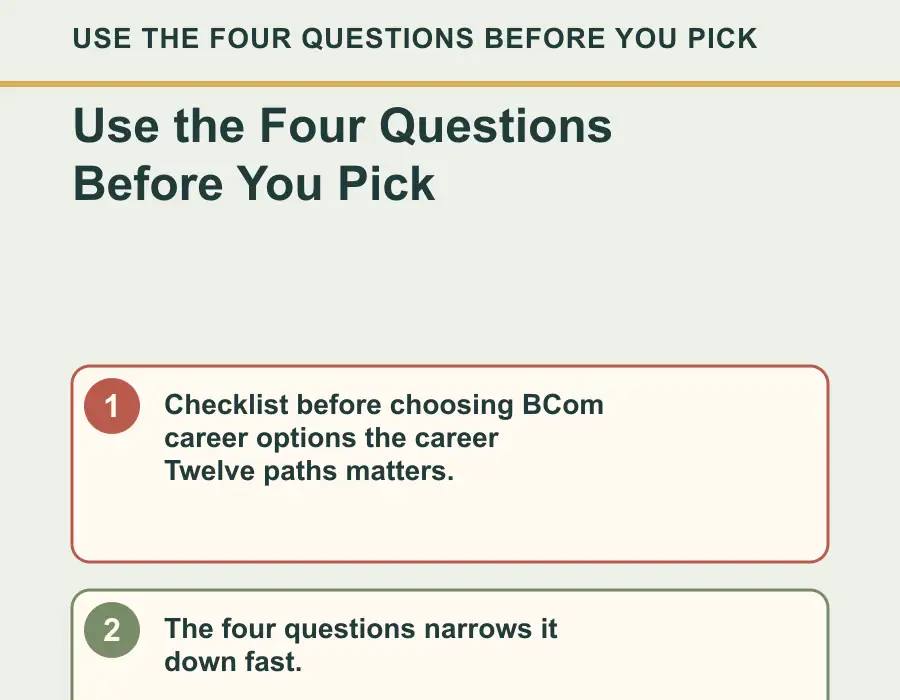 USE THE FOUR QUESTIONS BEFORE YOU PICK
Use the Four Questions
Before You Pick
1
Checklist before choosing BCom
career options the career
Twelve paths matters.
2
The four questions narrows it
down fast.